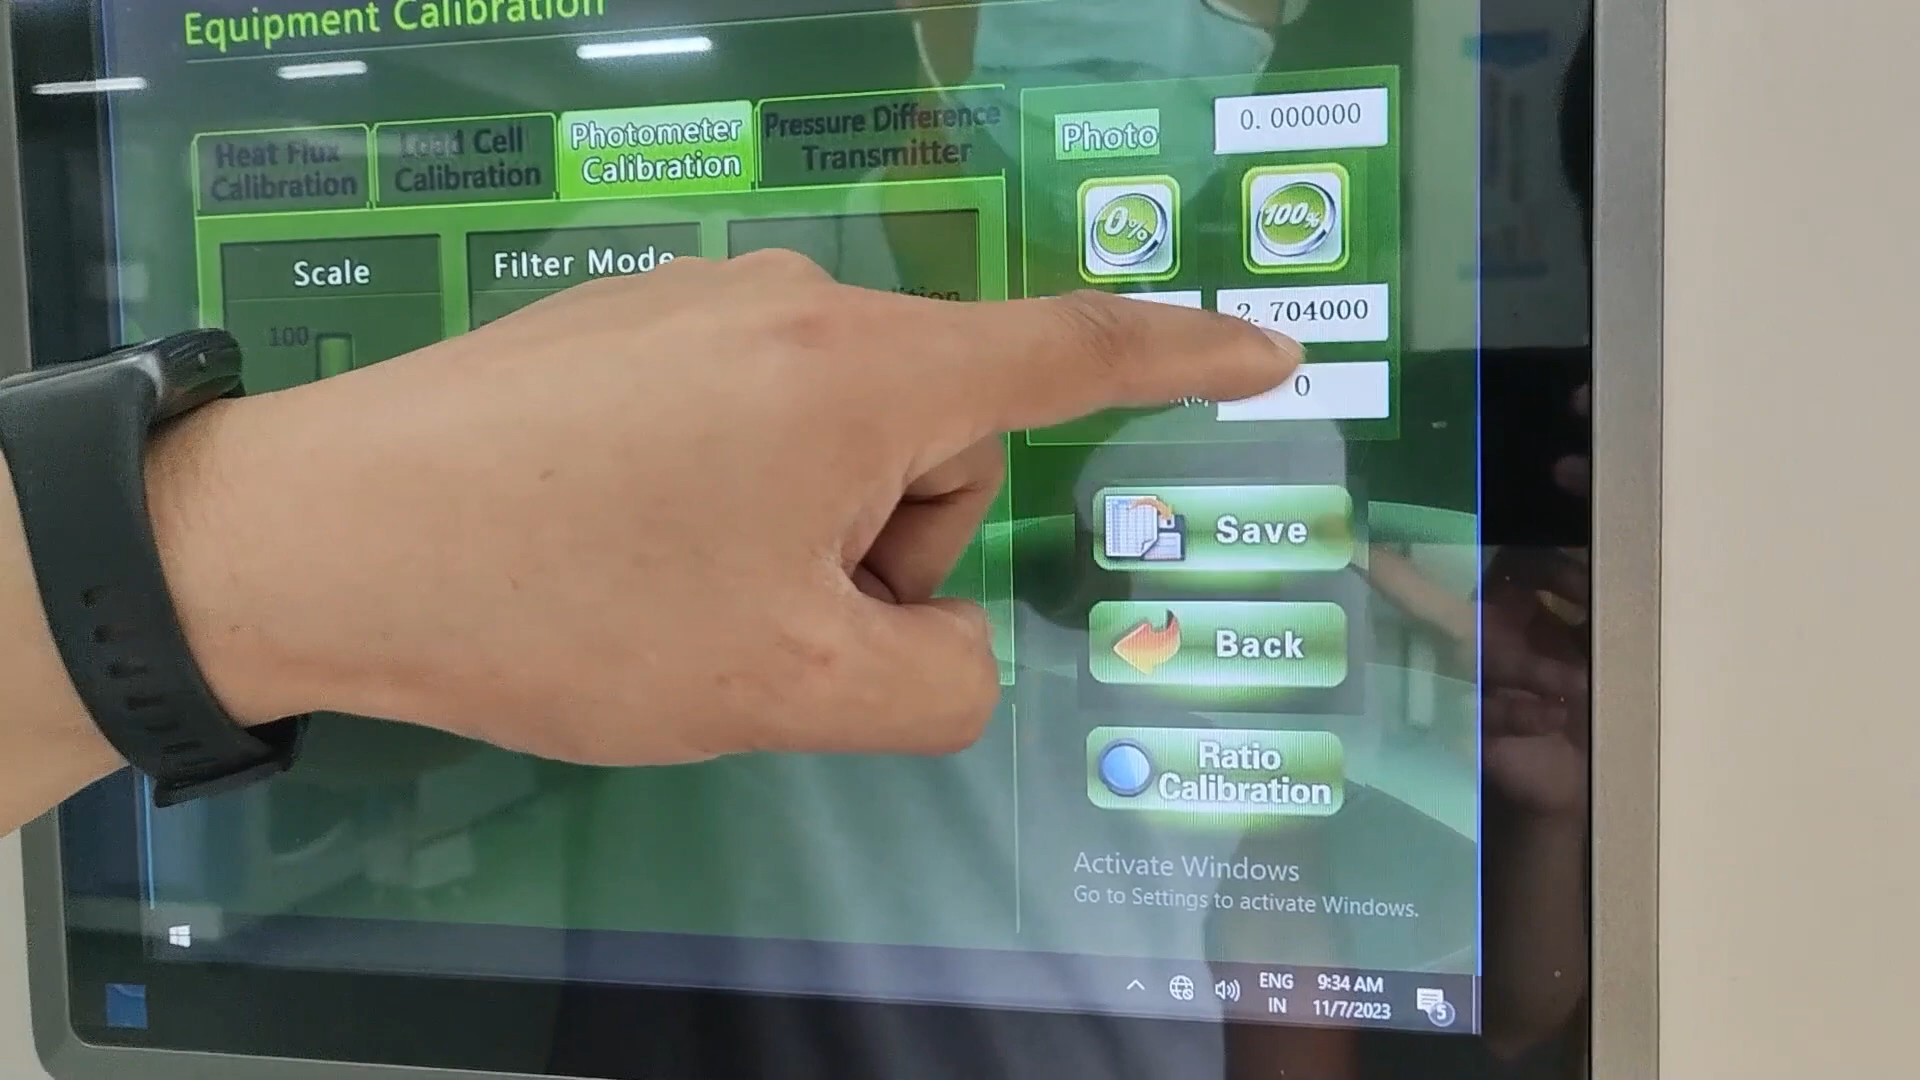 Equipment Calibration
Heat Flux
Calibration
Load Cell
Calibration
Photometer
Calibration
Pressure Difference
Transmitter
Photo
0.000000
0%
100%
Scale
Filter Mode
100
2.704000
0
Save
Back
Ratio
Calibration
Activate Windows
Go to Settings to activate Windows.
ENG
IN
9:34 AM
11/7/2023
5